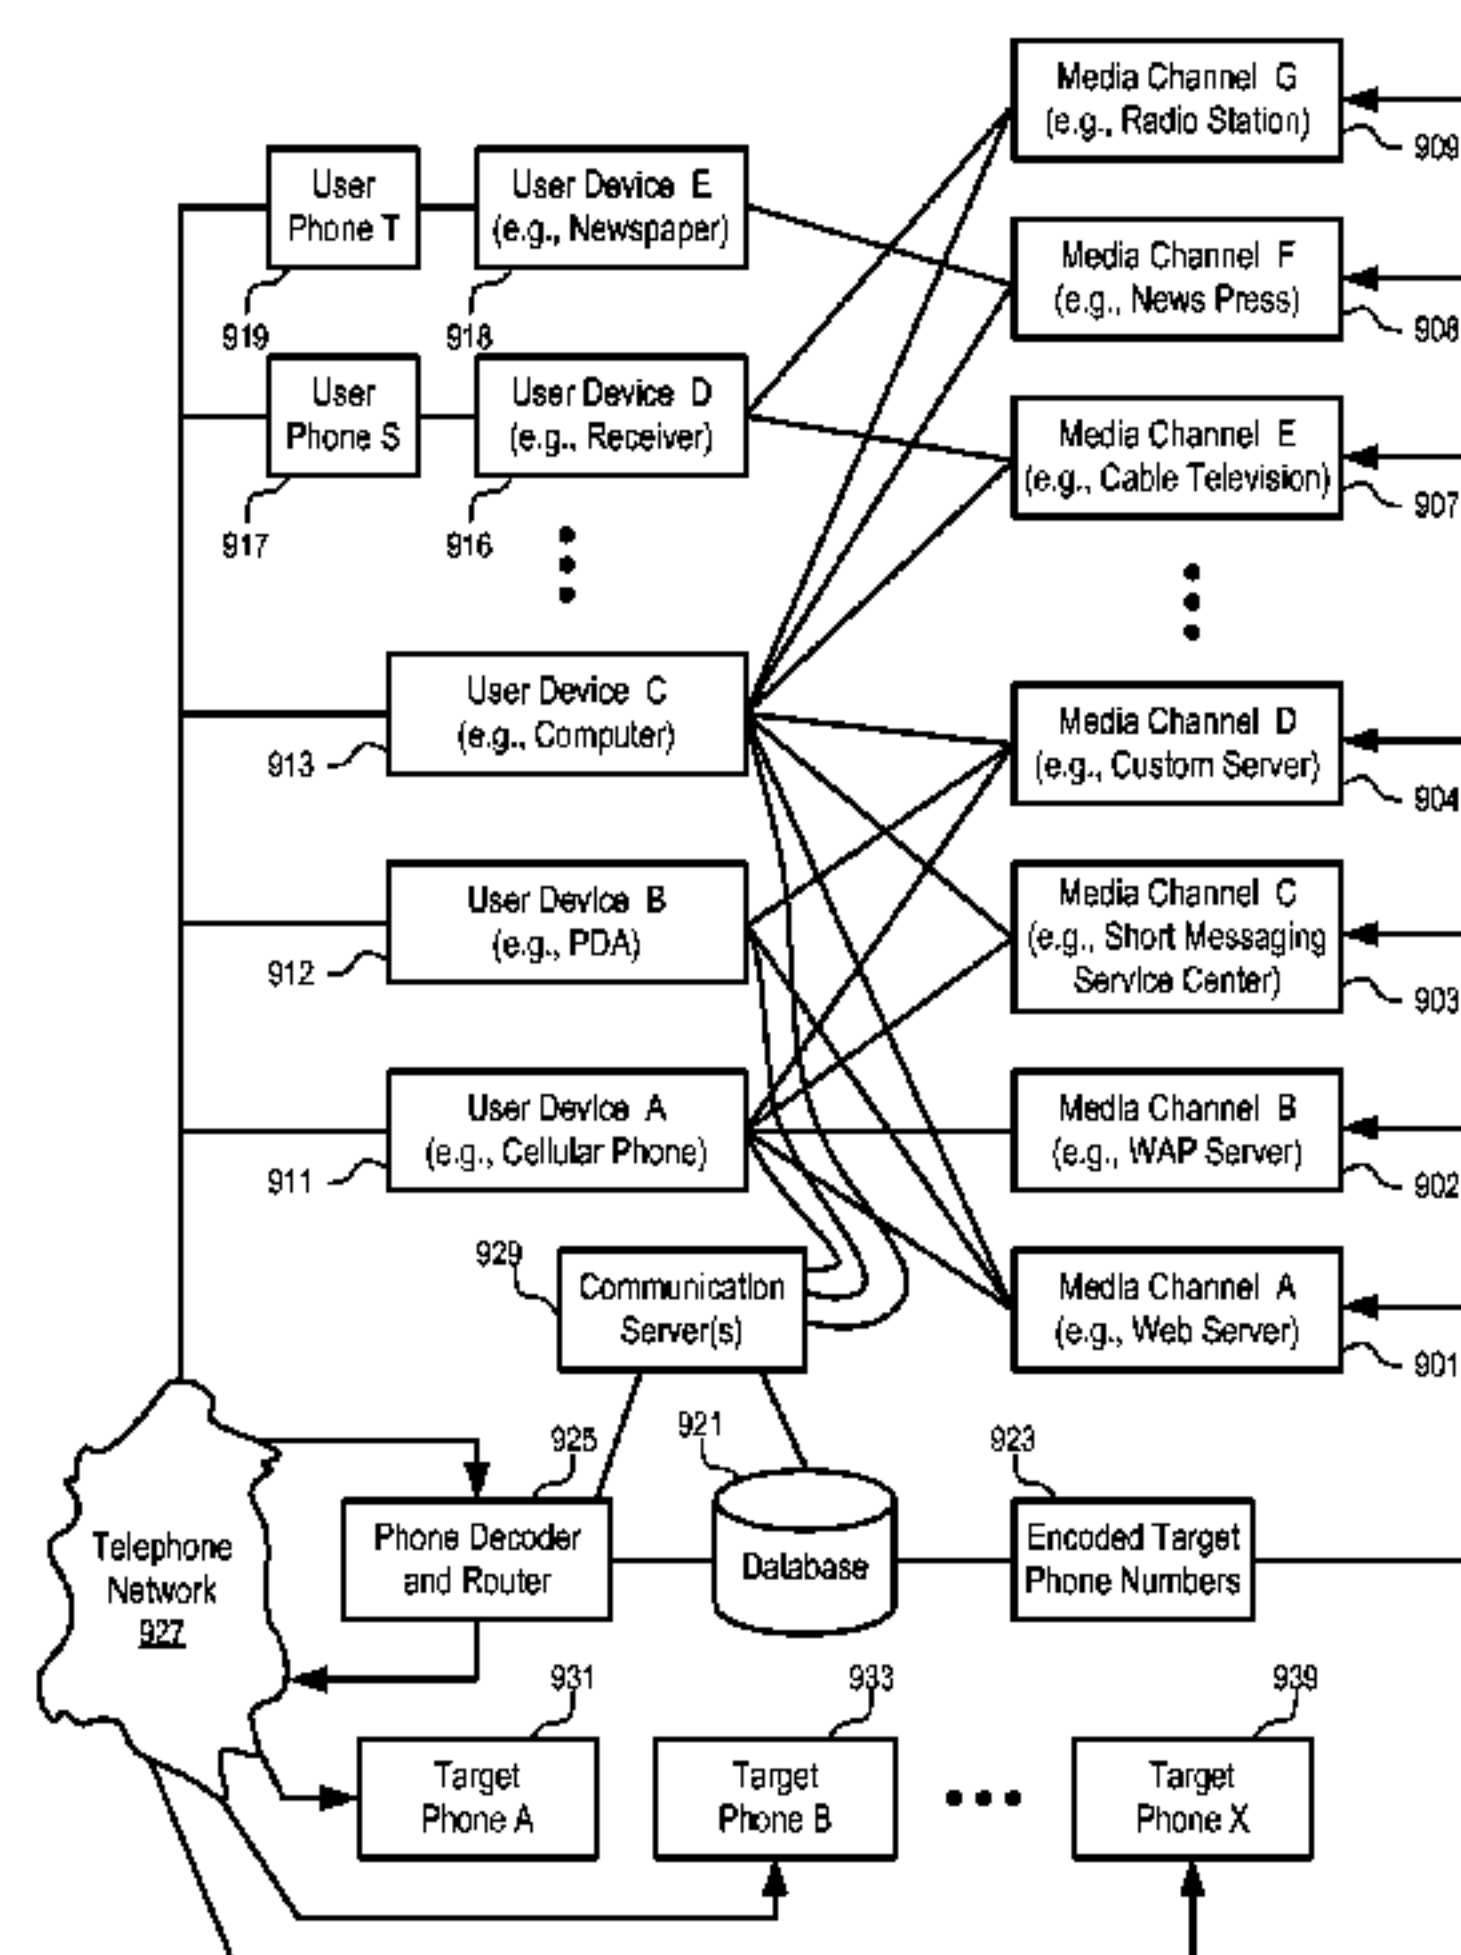 Media Channel G
(e.g., Radio Station)
909
User
Phone T
919
User Device E
(e.g., Newspaper)
918
Media Channel F
(e.g., News Press)
908
User
Phone S
917
User Device D
(e.g., Receiver)
916
Media Channel E
(e.g., Cable Television)
907
User Device C
(e.g., Computer)
913
Media Channel D
(e.g., Custom Server)
904
User Device B
(e.g., PDA)
912
Media Channel C
(e.g., Short Messaging
Service Center)
903
User Device A
(e.g., Cellular Phone)
911
Media Channel B
(e.g., WAP Server)
902
929
Communication
Server(s)
Media Channel A
(e.g., Web Server)
901
925
921
923
Telephone
Network
927
Phone Decoder
and Router
Database
Encoded Target
Phone Numbers
931
933
939
Target
Phone A
Target
Phone B
Target
Phone X